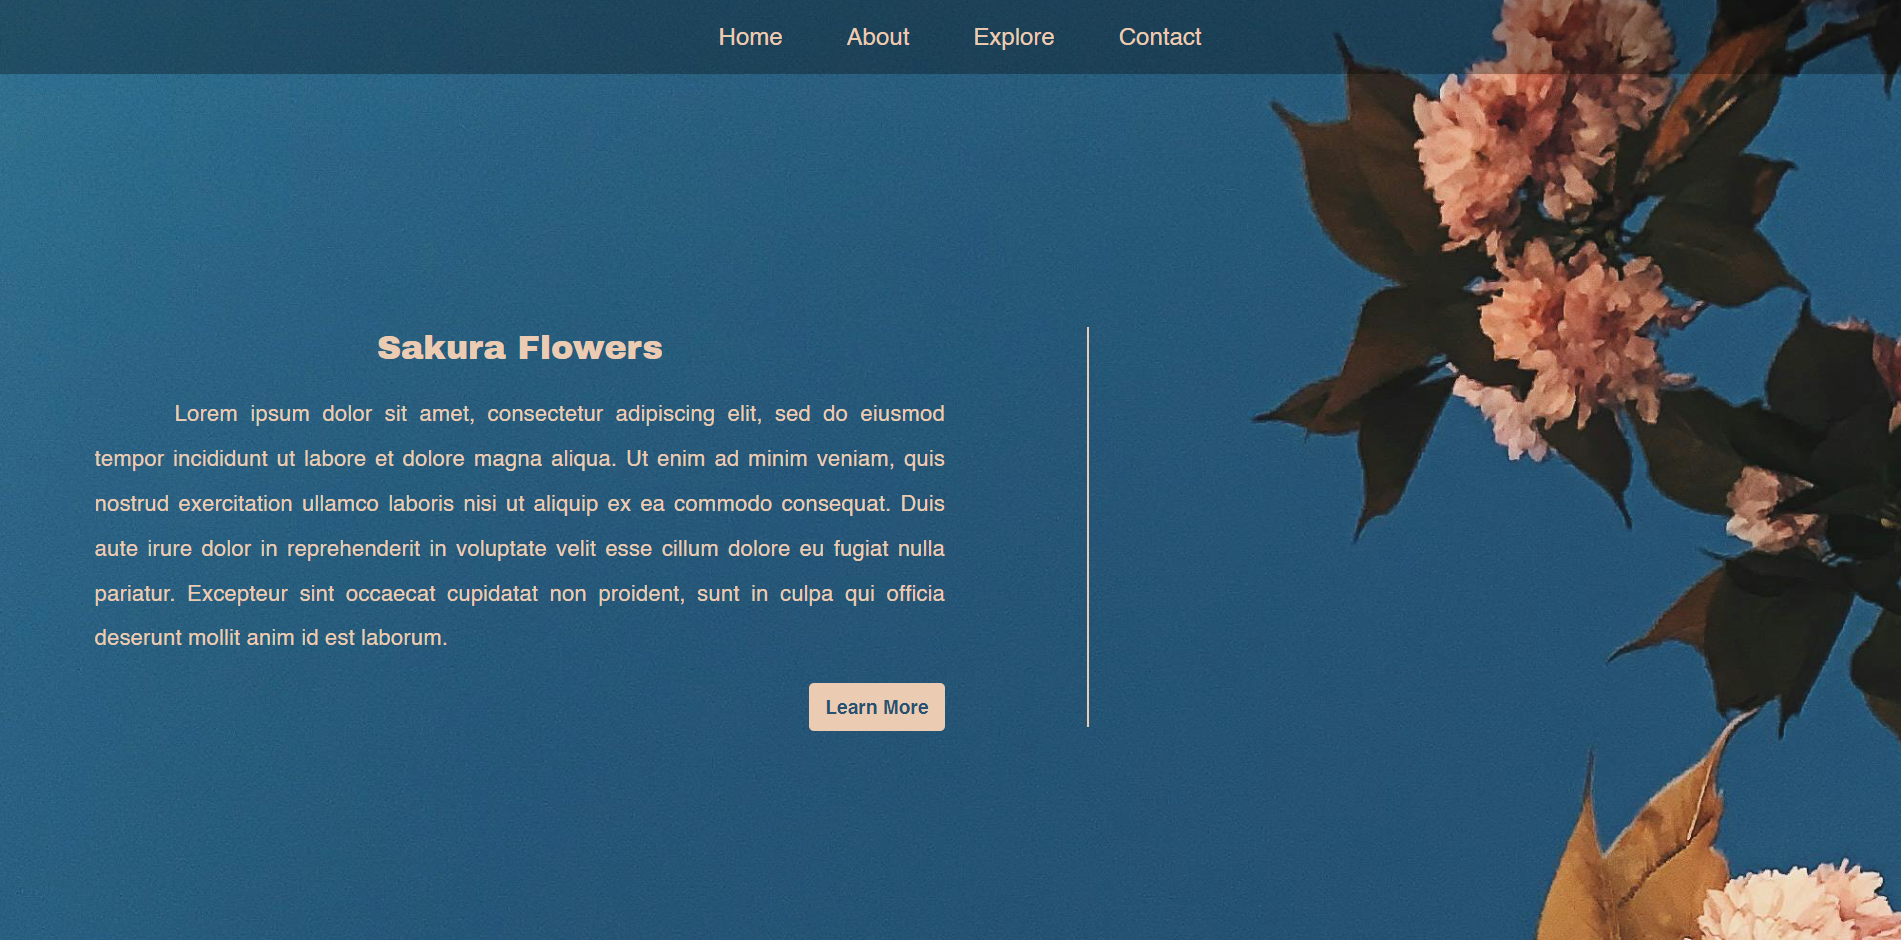 Home About Explore Contact
Sakura Flowers
Lorem ipsum dolor sit amet, consectetur adipiscing elit, sed do eiusmod
tempor incididunt ut labore et dolore magna aliqua. Ut enim ad minim veniam, quis
nostrud exercitation ullamco laboris nisi ut aliquip ex ea commodo consequat. Duis
aute irure dolor in reprehenderit in voluptate velit esse cillum dolore eu fugiat nulla
pariatur. Excepteur sint occaecat cupidatat non proident, sunt in culpa qui officia
deserunt mollit anim id est laborum.
Learn More